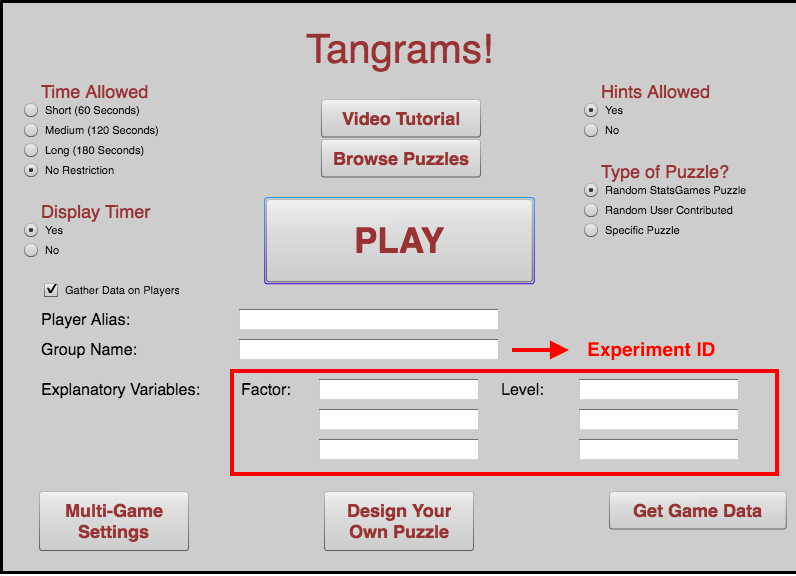 Tangrams!
Time Allowed
Short (60 Seconds)
Medium (120 Seconds)
Long (180 Seconds)
No Restriction
Display Timer
Yes
No
Gather Data on Players
Video Tutorial
Browse Puzzles
PLAY
Hints Allowed
Yes
No
Type of Puzzle?
Random StatsGames Puzzle
Random User Contributed
Specific Puzzle
Player Alias:
Group Name:
Experiment ID
Explanatory Variables: Factor: Level:
Multi-Game
Settings
Design Your
Own Puzzle
Get Game Data